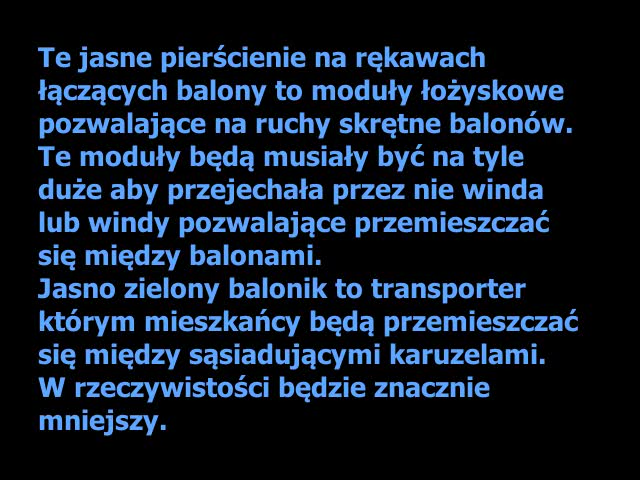 Te jasne pierścienie na rękawach
łączących balony to moduły łożyskowe
pozwalające na ruchy skrętne balonów.
Te moduły będą musiały być na tyle
duże aby przejechała przez nie winda
lub windy pozwalające przemieszczać
się między balonami.
Jasno zielony balonik to transporter
którym mieszkańcy będą przemieszczać
się między sąsiadującymi karuzelami.
W rzeczywistości będzie znacznie
mniejszy.